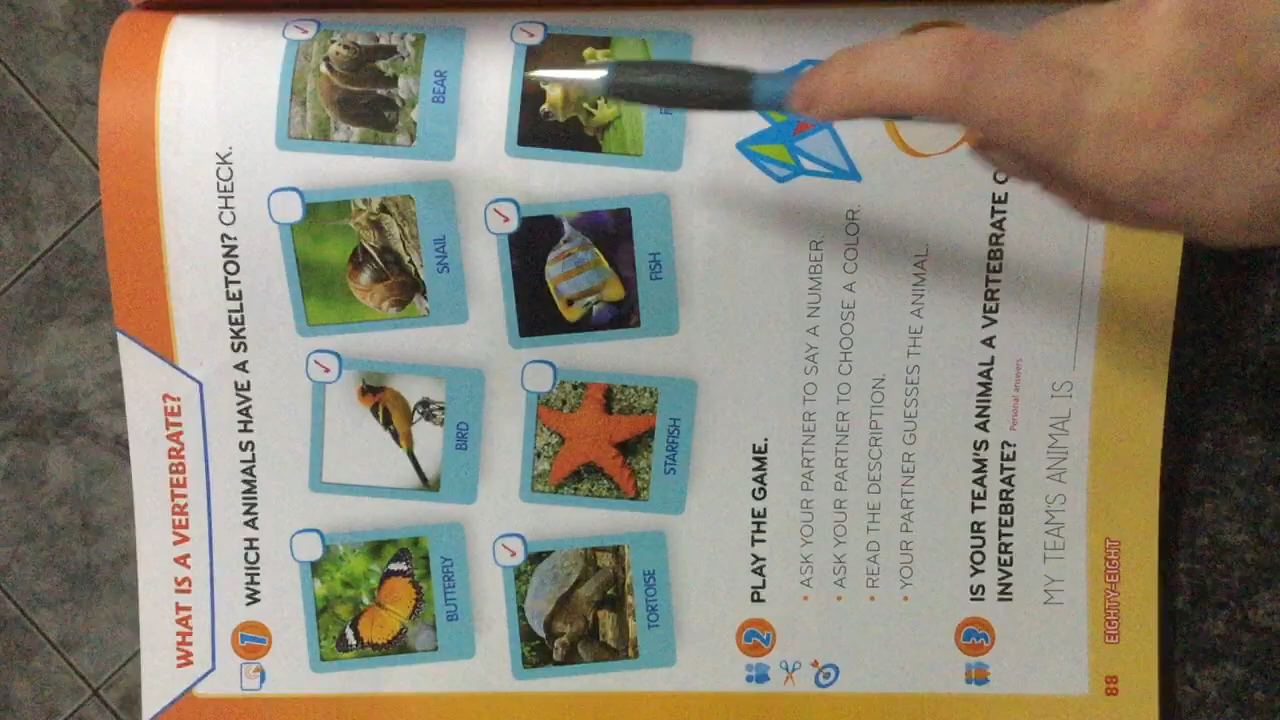 WHAT IS A VERTEBRATE?
1 WHICH ANIMALS HAVE A SKELETON? CHECK.
BUTTERFLY
BIRD
SNAIL
BEAR
TORTOISE
STARFISH
FISH
2 PLAY THE GAME.
• ASK YOUR PARTNER TO SAY A NUMBER.
• ASK YOUR PARTNER TO CHOOSE A COLOR.
• READ THE DESCRIPTION.
• YOUR PARTNER GUESSES THE ANIMAL.
3 IS YOUR TEAM'S ANIMAL A VERTEBRATE
INVERTEBRATE? Personal answers
MY TEAM'S ANIMAL IS
88 EIGHTY-EIGHT